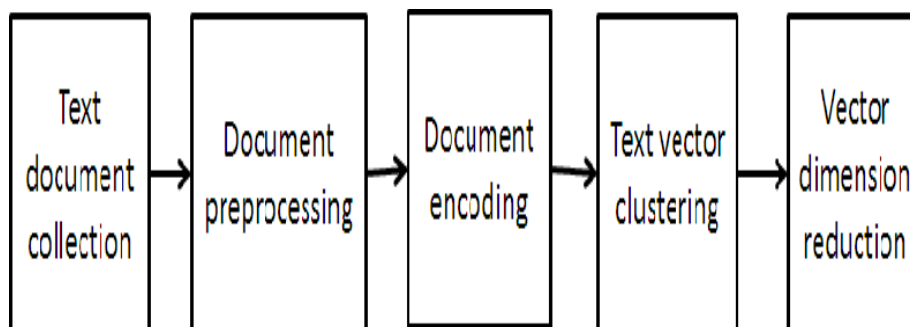 Text
document
collection
Document
preprocessing
Document
encoding
Text vector
clustering
Vector
dimension
reduction